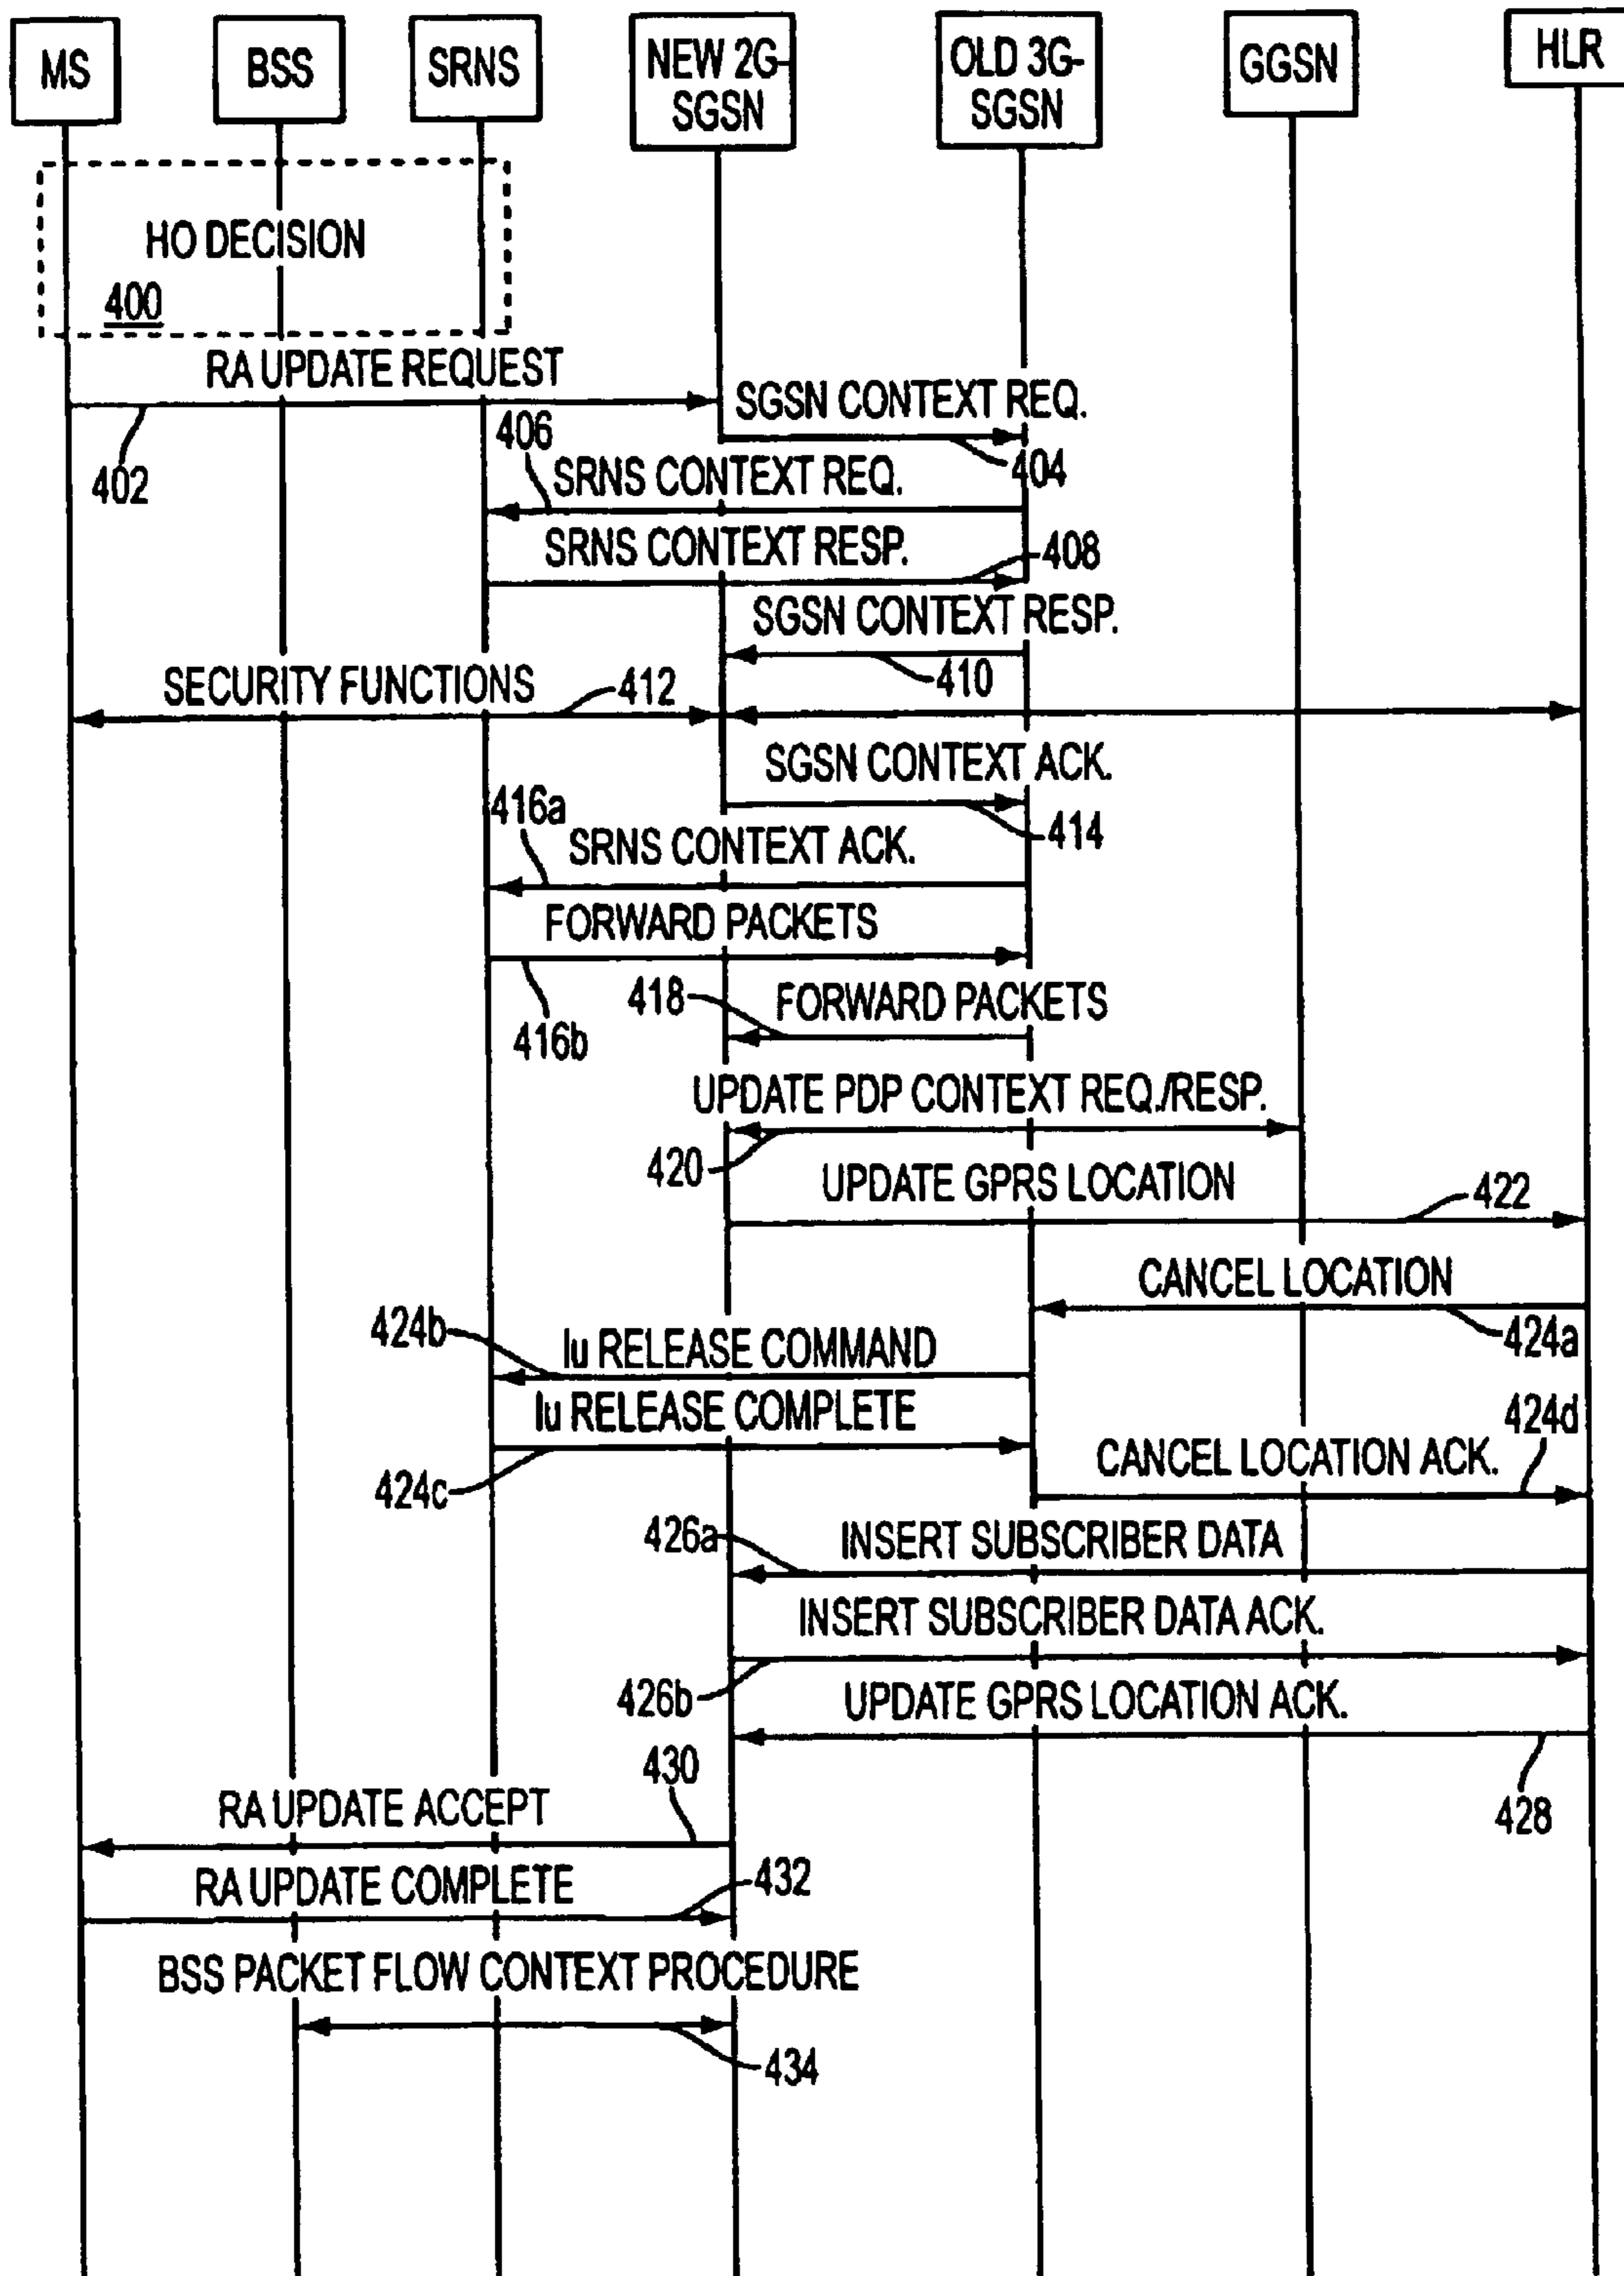 MS
BSS
SRNS
NEW 2G-
SGSN
OLD 3G-
SGSN
GGSN
HLR
HO DECISION
400
RA UPDATE REQUEST
402
SGSN CONTEXT REQ.
404
406
SRNS CONTEXT REQ.
SRNS CONTEXT RESP.
408
SGSN CONTEXT RESP.
410
SECURITY FUNCTIONS
412
SGSN CONTEXT ACK.
414
416a
SRNS CONTEXT ACK.
FORWARD PACKETS
416b
418
FORWARD PACKETS
UPDATE PDP CONTEXT REQ./RESP.
420
UPDATE GPRS LOCATION
422
CANCEL LOCATION
424a
424b
Iu RELEASE COMMAND
Iu RELEASE COMPLETE
424c
424d
CANCEL LOCATION ACK.
426a
INSERT SUBSCRIBER DATA
INSERT SUBSCRIBER DATA ACK.
426b
UPDATE GPRS LOCATION ACK.
428
430
RA UPDATE ACCEPT
RA UPDATE COMPLETE
432
BSS PACKET FLOW CONTEXT PROCEDURE
434